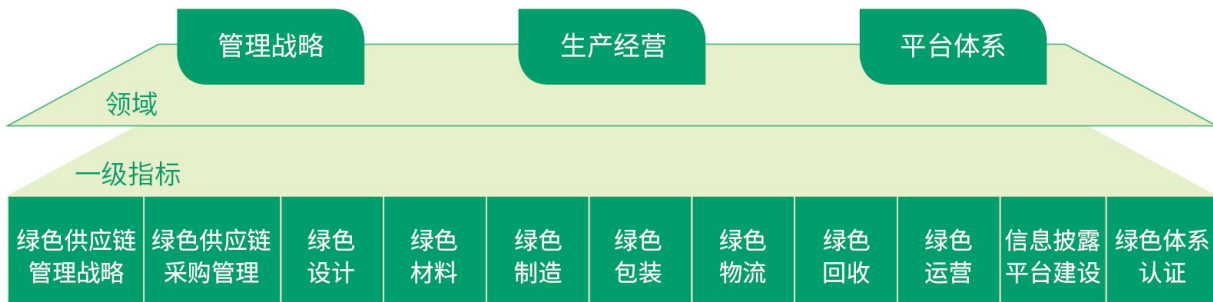 管理战略
生产经营
平台体系
领域
一级指标
绿色供应链
管理战略
绿色供应链
采购管理
绿色
设计
绿色
材料
绿色
制造
绿色
包装
绿色
物流
绿色
回收
绿色
运营
信息披露
平台建设
绿色体系
认证